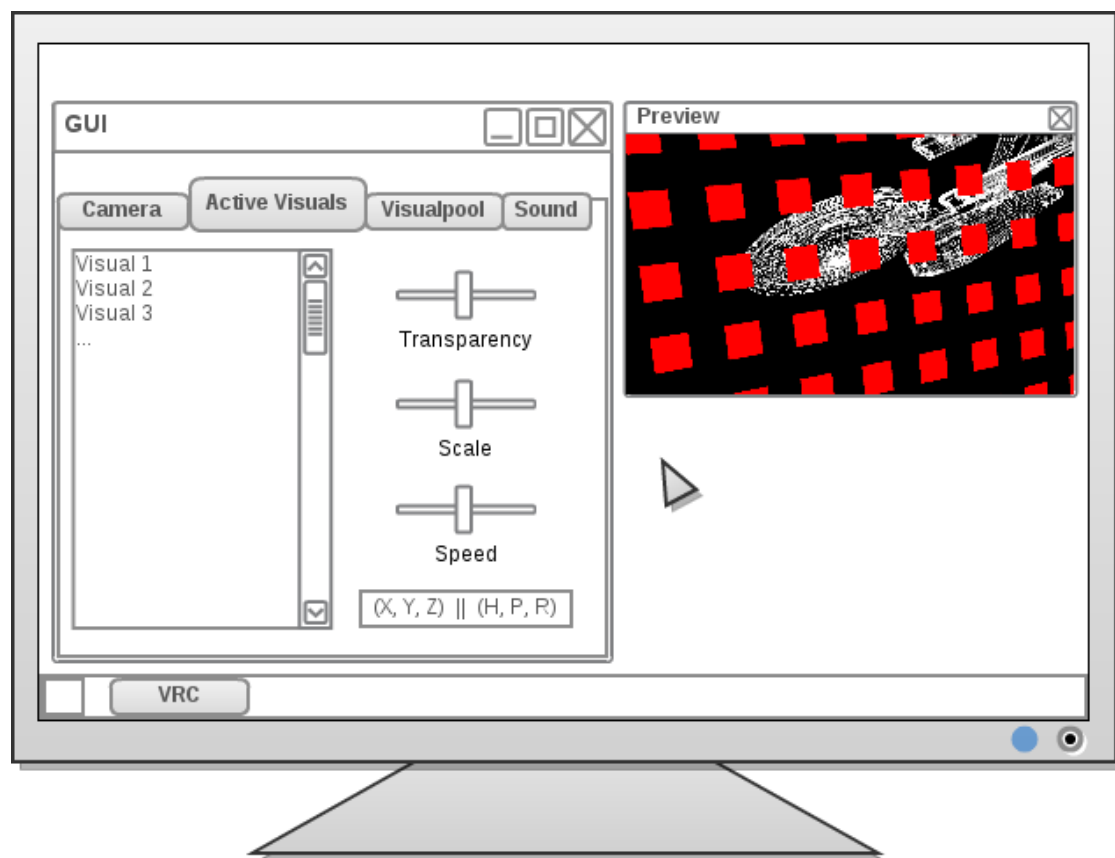 GUI
Camera
Active Visuals
Visualpool
Sound
Visual 1
Visual 2
Visual 3
...
Transparency
Scale
Speed
(X, Y, Z) || (H, P, R)
Preview
VRC